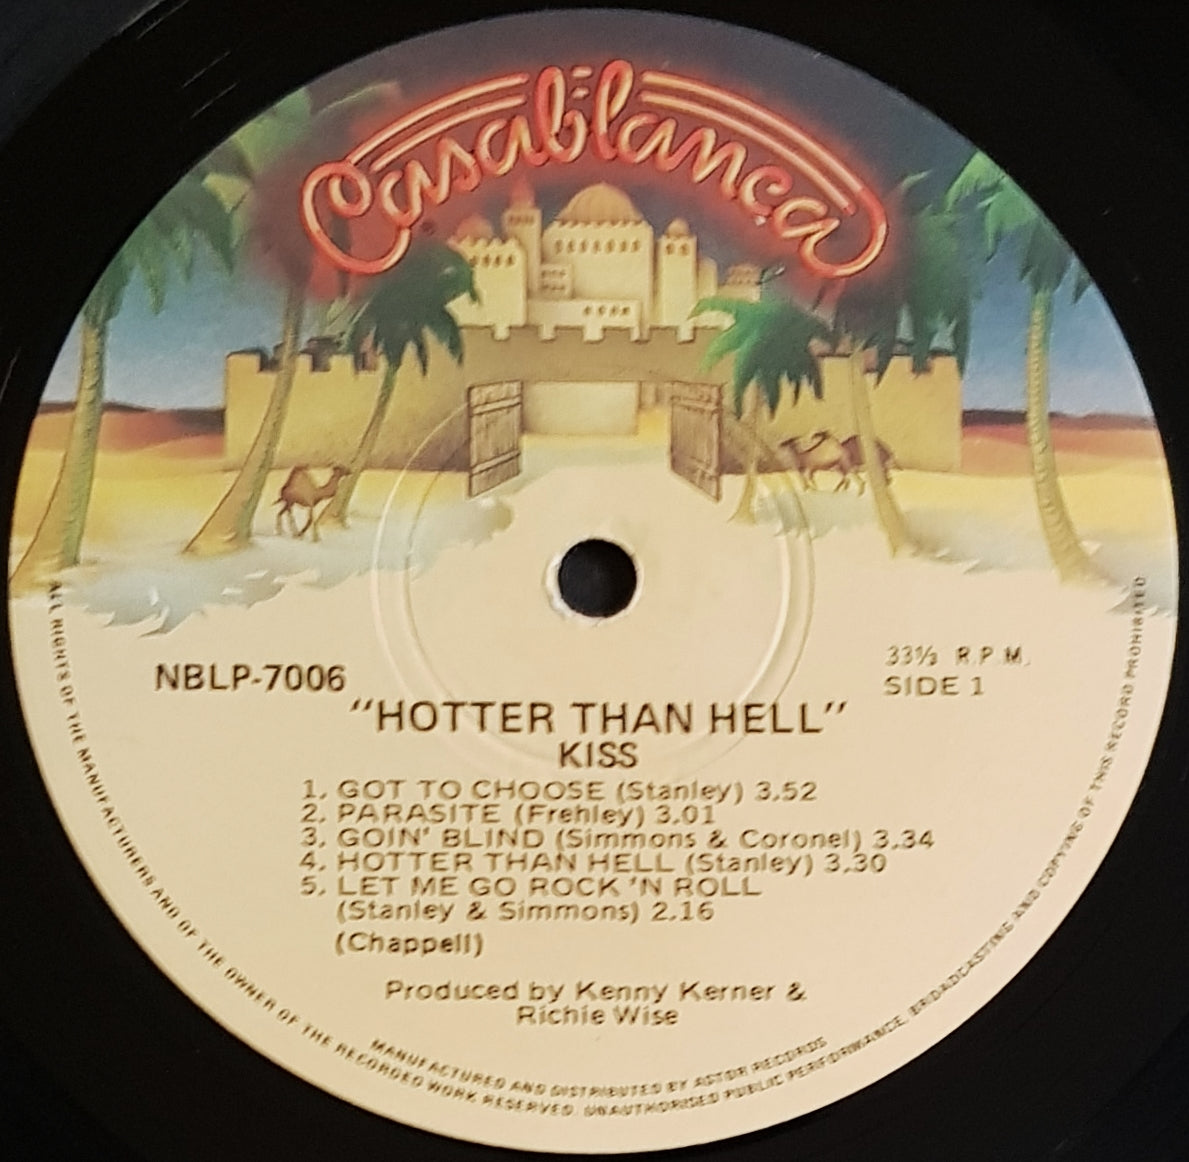 Casablanca
NBLP-7006
33⅓ R.P.M.
SIDE 1
"HOTTER THAN HELL"
KISS
1. GOT TO CHOOSE (Stanley) 3.52
2. PARASITE (Frehley) 3.01
3. GOIN' BLIND (Simmons & Coronel) 3.34
4. HOTTER THAN HELL (Stanley) 3.30
5. LET ME GO ROCK 'N ROLL
(Stanley & Simmons) 2.16
(Chappell)
Produced by Kenny Kerner &
Richie Wise
MANUFACTURED AND DISTRIBUTED BY ASTOR RECORDS
ALL RIGHTS OF THE MANUFACTURERS AND OF THE OWNER OF THE RECORDED WORK RESERVED. UNAUTHORISED PUBLIC PERFORMANCE, BROADCASTING AND COPYING OF THIS RECORD PROHIBITED